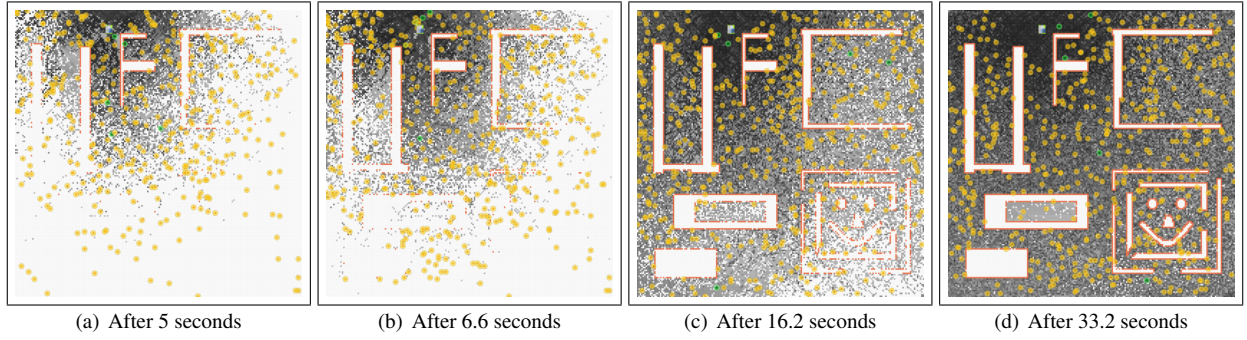 (a) After 5 seconds
(b) After 6.6 seconds
(c) After 16.2 seconds
(d) After 33.2 seconds